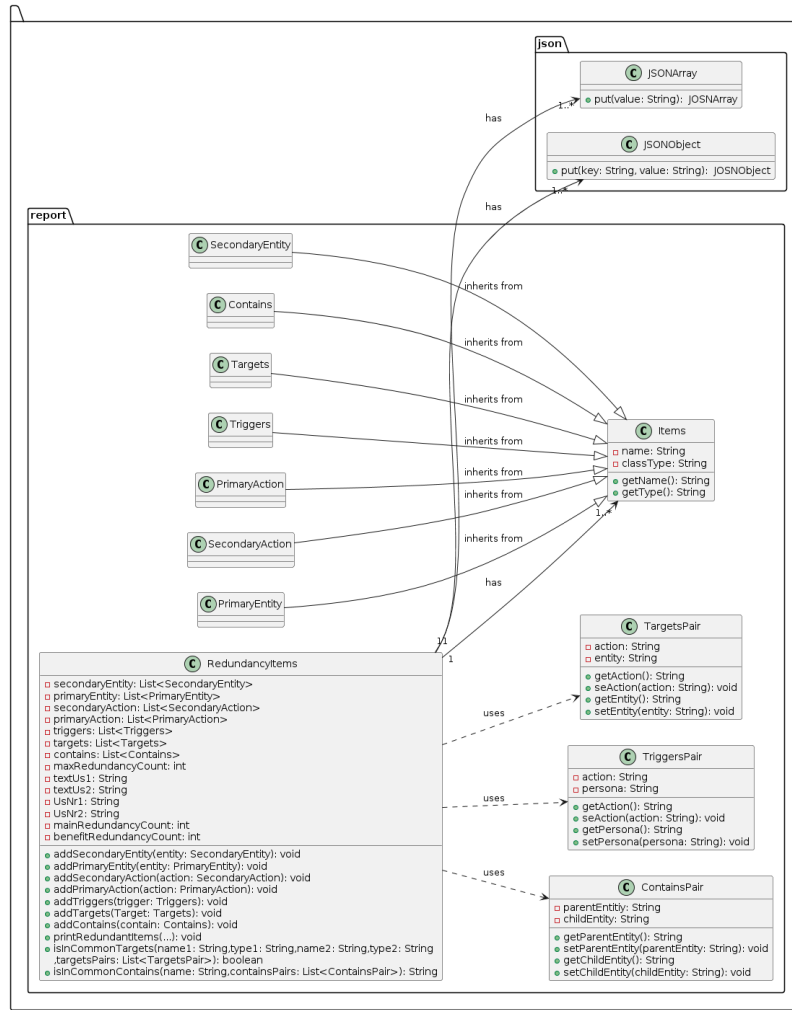 json
C JSONArray
put(value: String): JOSNArray
1..*
has
C JSONObject
put(key: String, value: String): JOSNObject
1..*
has
report
C SecondaryEntity
inherits from
C Contains
inherits from
C Targets
inherits from
C Triggers
inherits from
C PrimaryAction
inherits from
C SecondaryAction
inherits from
C PrimaryEntity
inherits from
C Items
name: String
classType: String
getName(): String
getType(): String
1..*
has
1
1
1
C RedundancyItems
secondaryEntity: List<SecondaryEntity>
primaryEntity: List<PrimaryEntity>
secondaryAction: List<SecondaryAction>
primaryAction: List<PrimaryAction>
triggers: List<Triggers>
targets: List<Targets>
contains: List<Contains>
maxRedundancyCount: int
textUs1: String
textUs2: String
UsNr1: String
UsNr2: String
mainRedundancyCount: int
benefitRedundancyCount: int
addSecondaryEntity(entity: SecondaryEntity): void
addPrimaryEntity(entity: PrimaryEntity): void
addSecondaryAction(action: SecondaryAction): void
addPrimaryAction(action: PrimaryAction): void
addTriggers(trigger: Triggers): void
addTargets(Target: Targets): void
addContains(contain: Contains): void
printRedundantItems(...): void
isInCommonTargets(name1: String,type1: String,name2: String,type2: String
,targetsPairs: List<TargetsPair>): boolean
isInCommonContains(name: String,containsPairs: List<ContainsPair>): String
uses
C TargetsPair
action: String
entity: String
getAction(): String
seAction(action: String): void
getEntity(): String
setEntity(entity: String): void
uses
C TriggersPair
action: String
persona: String
getAction(): String
seAction(action: String): void
getPersona(): String
setPersona(persona: String): void
uses
C ContainsPair
parentEntitiy: String
childEntity: String
getParentEntity(): String
setParentEntity(parentEntity: String): void
getChildEntity(): String
setChildEntity(childEntity: String): void